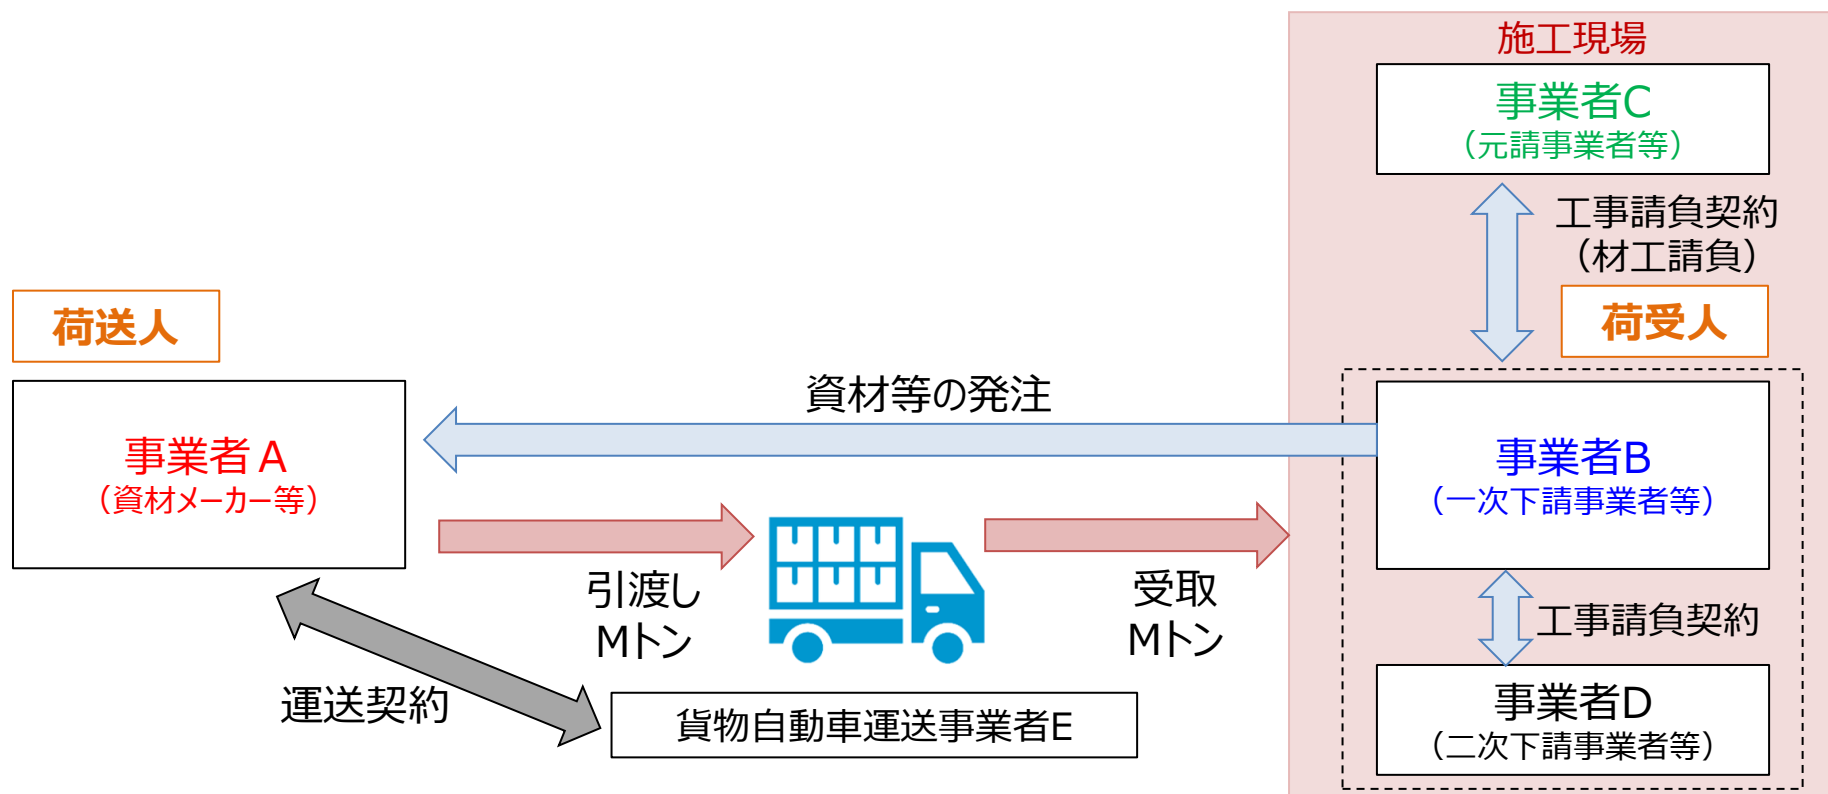 施工現場
事業者C
（元請事業者等）
工事請負契約
（材工請負）
荷送人
荷受人
資材等の発注
事業者A
（資材メーカー等）
事業者B
（一次下請事業者等）
引渡し
Mトン
受取
Mトン
工事請負契約
運送契約
貨物自動車運送事業者E
事業者D
（二次下請事業者等）